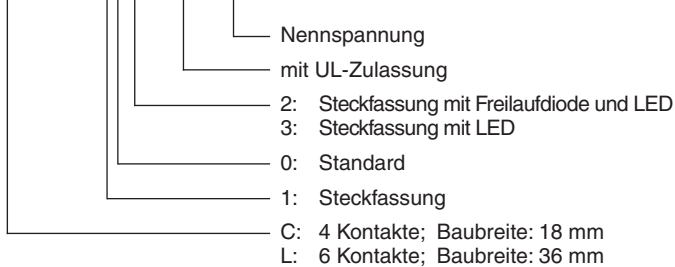 Nennspannung
mit UL-Zulassung
2: Steckfassung mit Freilaufdiode und LED
3: Steckfassung mit LED
0: Standard
1: Steckfassung
C: 4 Kontakte; Baubreite: 18 mm
L: 6 Kontakte; Baubreite: 36 mm